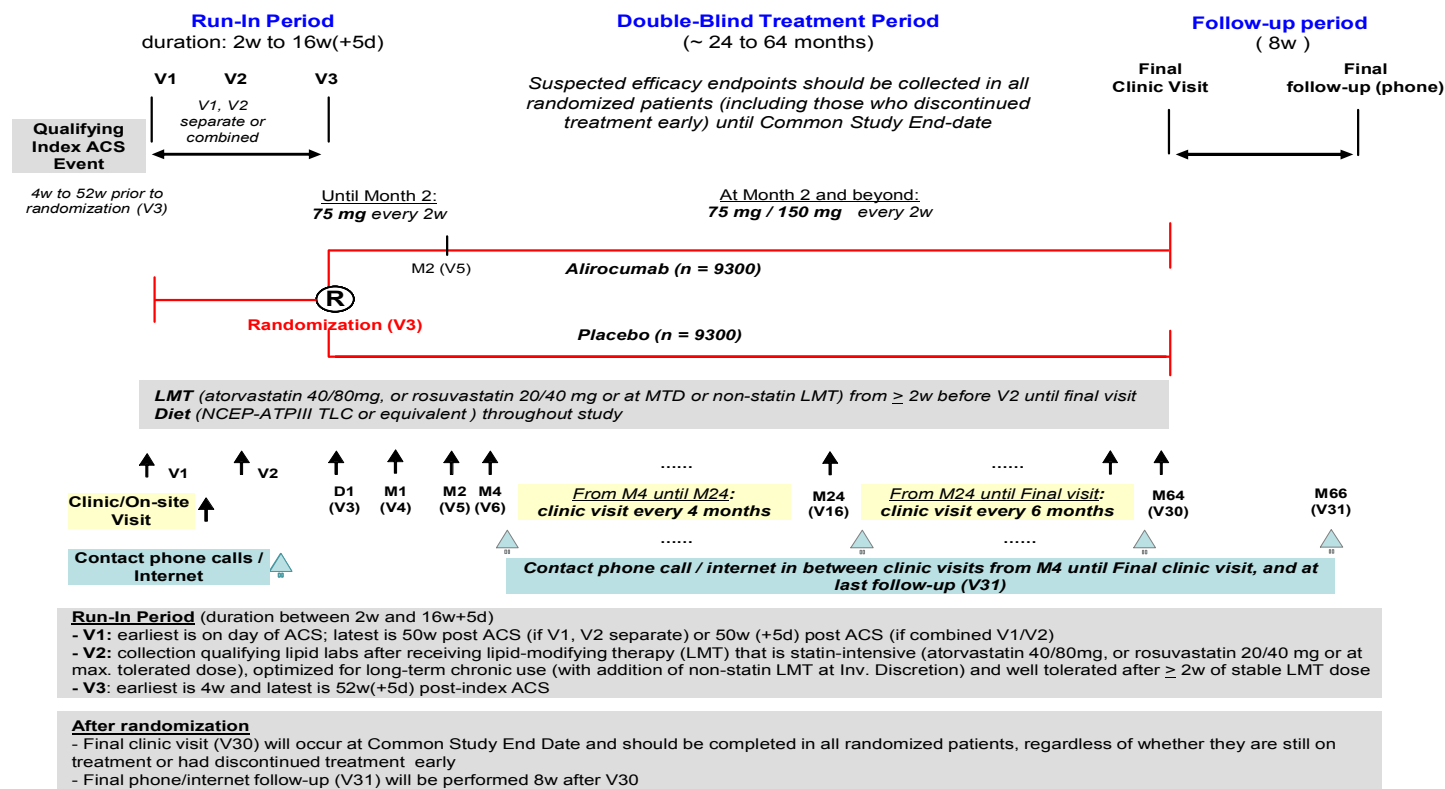 Run-In Period
duration: 2w to 16w(+5d)
Double-Blind Treatment Period
(~ 24 to 64 months)
Follow-up period
( 8w )
V1
V2
V3
V1, V2
separate or
combined
Suspected efficacy endpoints should be collected in all
randomized patients (including those who discontinued
treatment early) until Common Study End-date
Final
Clinic Visit
Final
follow-up (phone)
Qualifying
Index ACS
Event
4w to 52w prior to
randomization (V3)
Until Month 2:
75 mg every 2w
At Month 2 and beyond:
75 mg / 150 mg every 2w
M2 (V5)
Alirocumab (n = 9300)
R
Randomization (V3)
Placebo (n = 9300)
LMT (atorvastatin 40/80mg, or rosuvastatin 20/40 mg or at MTD or non-statin LMT) from ≥ 2w before V2 until final visit
Diet (NCEP-ATPIII TLC or equivalent ) throughout study
V1
V2
D1
(V3)
M1
(V4)
M2
(V5)
M4
(V6)
......
From M4 until M24:
clinic visit every 4 months
......
M24
(V16)
......
From M24 until Final visit:
clinic visit every 6 months
......
M64
(V30)
M66
(V31)
Clinic/On-site
Visit
Contact phone calls /
Internet
Contact phone call / internet in between clinic visits from M4 until Final clinic visit, and at
last follow-up (V31)
Run-In Period (duration between 2w and 16w+5d)
- V1: earliest is on day of ACS; latest is 50w post ACS (if V1, V2 separate) or 50w (+5d) post ACS (if combined V1/V2)
- V2: collection qualifying lipid labs after receiving lipid-modifying therapy (LMT) that is statin-intensive (atorvastatin 40/80mg, or rosuvastatin 20/40 mg or at
max. tolerated dose), optimized for long-term chronic use (with addition of non-statin LMT at Inv. Discretion) and well tolerated after ≥ 2w of stable LMT dose
- V3: earliest is 4w and latest is 52w(+5d) post-index ACS
After randomization
- Final clinic visit (V30) will occur at Common Study End Date and should be completed in all randomized patients, regardless of whether they are still on
treatment or had discontinued treatment early
- Final phone/internet follow-up (V31) will be performed 8w after V30